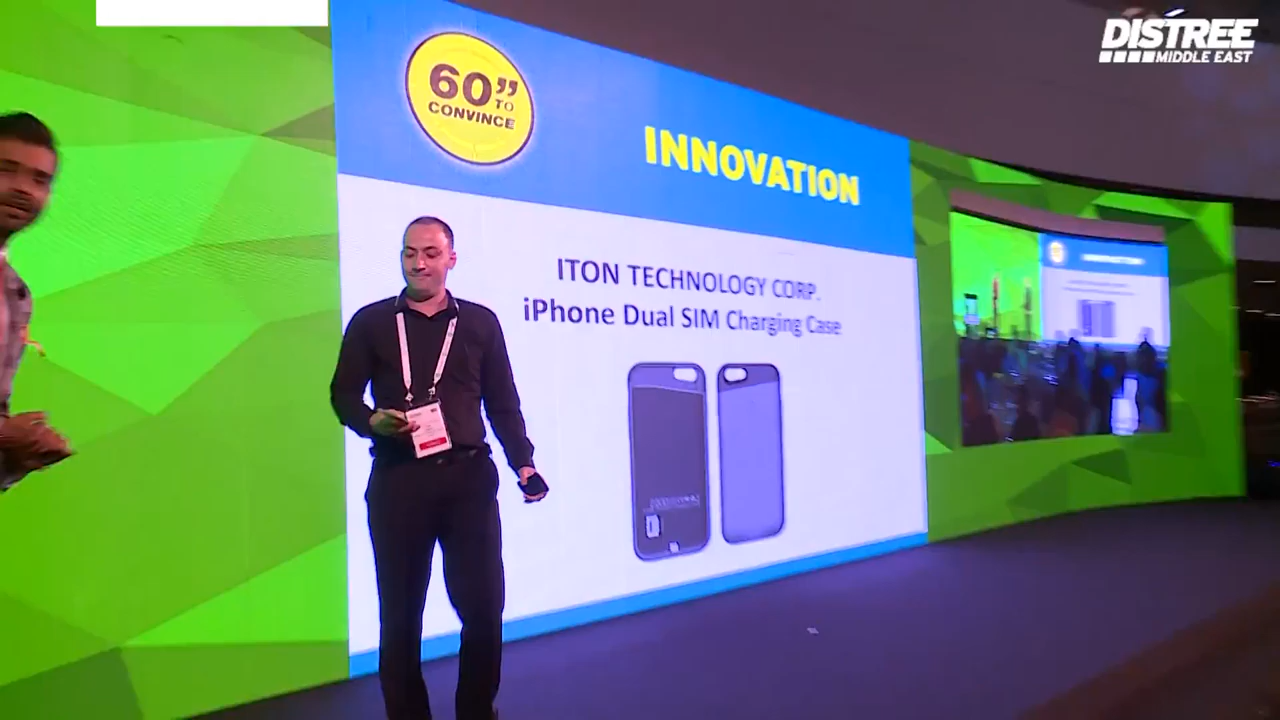 DISTREE
MIDDLE EAST
60”
TO
CONVINCE
INNOVATION
ITON TECHNOLOGY CORP.
iPhone Dual SIM Charging Case